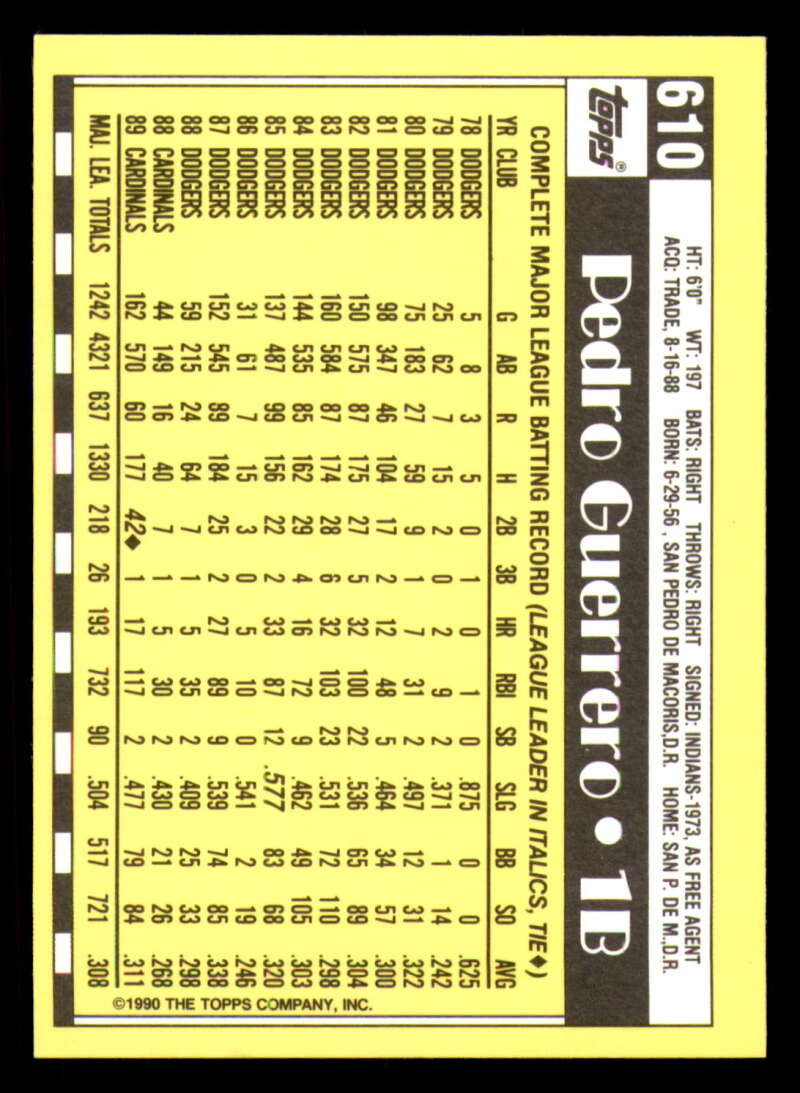 610
HT: 6'0" WT: 197 BATS: RIGHT THROWS: RIGHT SIGNED: INDIANS-1973, AS FREE AGENT
ACQ: TRADE, 8-16-88 BORN: 6-29-56 , SAN PEDRO DE MACORIS,D.R. HOME: SAN P. DE M.,D.R.
topps®
Pedro Guerrero • 1B
COMPLETE MAJOR LEAGUE BATTING RECORD (LEAGUE LEADER IN ITALICS, TIE♦)
YR CLUB G AB R H 2B 3B HR RBI SB SLG BB SO AVG
78 DODGERS 5 8 3 5 0 1 0 1 0 .875 0 0 .625
79 DODGERS 25 62 7 15 2 0 2 9 2 .371 1 14 .242
80 DODGERS 75 183 27 59 9 1 7 31 2 .497 12 31 .322
81 DODGERS 98 347 46 104 17 2 12 48 5 .464 34 57 .300
82 DODGERS 150 575 87 175 27 5 32 100 22 .536 65 89 .304
83 DODGERS 160 584 87 174 28 6 32 103 23 .531 72 110 .298
84 DODGERS 144 535 85 162 29 4 16 72 9 .462 49 105 .303
85 DODGERS 137 487 99 156 22 2 33 87 12 .577 83 68 .320
86 DODGERS 31 61 7 15 3 0 5 10 0 .541 2 19 .246
87 DODGERS 152 545 89 184 25 2 27 89 9 .539 74 85 .338
88 DODGERS 59 215 24 64 7 1 5 35 2 .409 25 33 .298
88 CARDINALS 44 149 16 40 7 1 5 30 2 .430 21 26 .268
89 CARDINALS 162 570 60 177 42♦ 1 17 117 2 .477 79 84 .311
MAJ. LEA. TOTALS 1242 4321 637 1330 218 26 193 732 90 .504 517 721 .308
©1990 THE TOPPS COMPANY, INC.